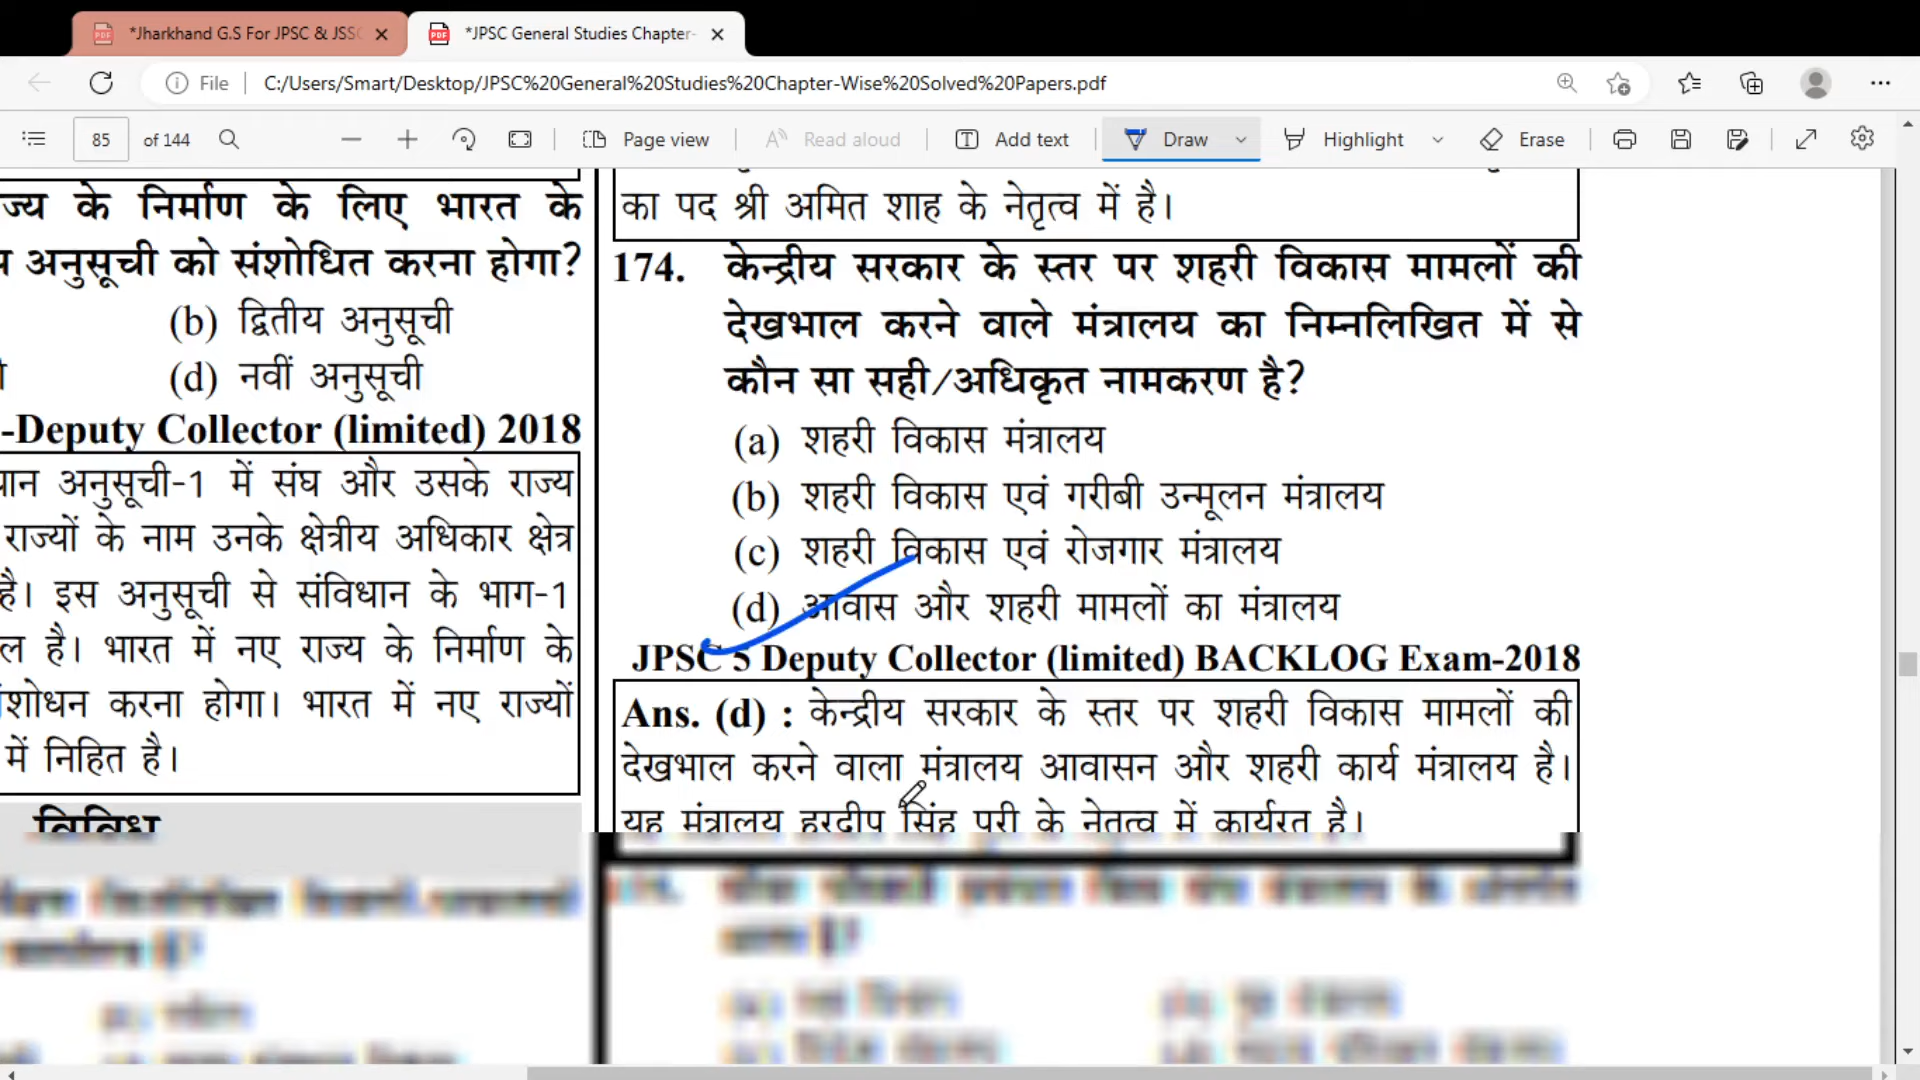 *Jharkhand G.S For JPSC & JSSC
*JPSC General Studies Chapter-
File
C:/Users/Smart/Desktop/JPSC%20General%20Studies%20Chapter-Wise%20Solved%20Papers.pdf
85 of 144
Page view
Read aloud
Add text
Draw
Highlight
Erase
ज्य के निर्माण के लिए भारत के
अनुसूची को संशोधित करना होगा?
(b) द्वितीय अनुसूची
(d) नवीं अनुसूची
-Deputy Collector (limited) 2018
अनुसूची-1 में संघ और उसके राज्य
राज्यों के नाम उनके क्षेत्रीय अधिकार क्षेत्र
है। इस अनुसूची से संविधान के भाग-1
ल है। भारत में नए राज्य के निर्माण के
शोधन करना होगा। भारत में नए राज्यों
में निहित है।
विविध
का पद श्री अमित शाह के नेतृत्व में है।
174. केन्द्रीय सरकार के स्तर पर शहरी विकास मामलों की
देखभाल करने वाले मंत्रालय का निम्नलिखित में से
कौन सा सही/अधिकृत नामकरण है?
(a) शहरी विकास मंत्रालय
(b) शहरी विकास एवं गरीबी उन्मूलन मंत्रालय
(c) शहरी विकास एवं रोजगार मंत्रालय
(d) आवास और शहरी मामलों का मंत्रालय
JPSC 5 Deputy Collector (limited) BACKLOG Exam-2018
Ans. (d) : केन्द्रीय सरकार के स्तर पर शहरी विकास मामलों की
देखभाल करने वाला मंत्रालय आवासन और शहरी कार्य मंत्रालय है।
यह मंत्रालय हरदीप सिंह पुरी के नेतृत्व में कार्यरत है।